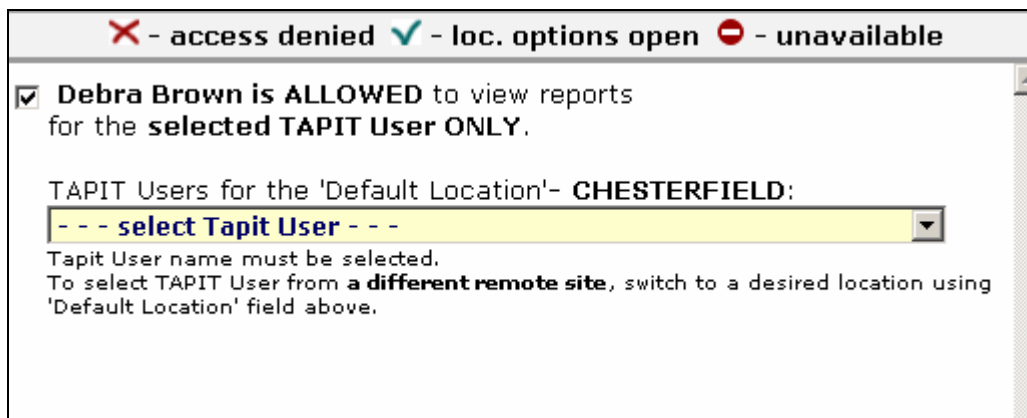 - access denied - loc. options open - unavailable
Debra Brown is ALLOWED to view reports
for the selected TAPIT User ONLY.
TAPIT Users for the 'Default Location'- CHESTERFIELD:
- - - select Tapit User - - -
Tapit User name must be selected.
To select TAPIT User from a different remote site, switch to a desired location using
'Default Location' field above.